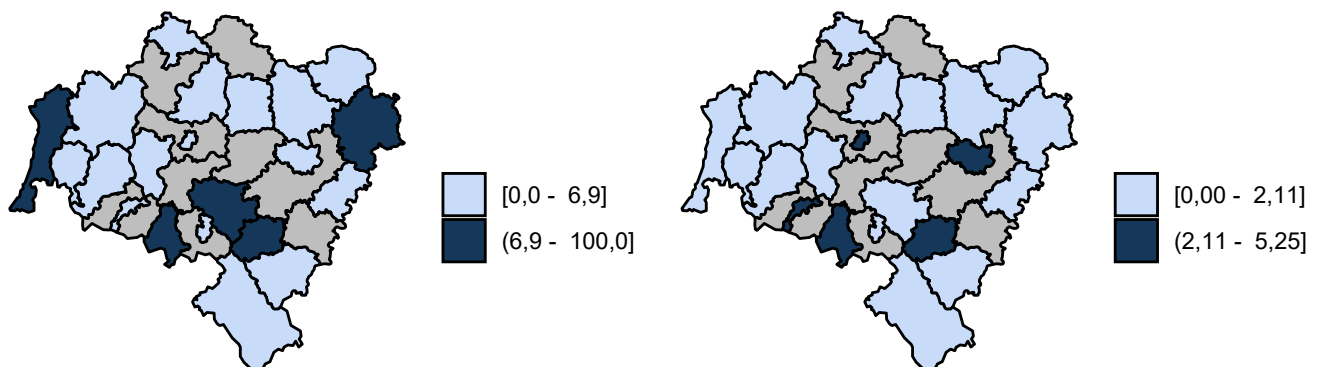 [0,0 - 6,9]
(6,9 - 100,0]
[0,00 - 2,11]
(2,11 - 5,25]